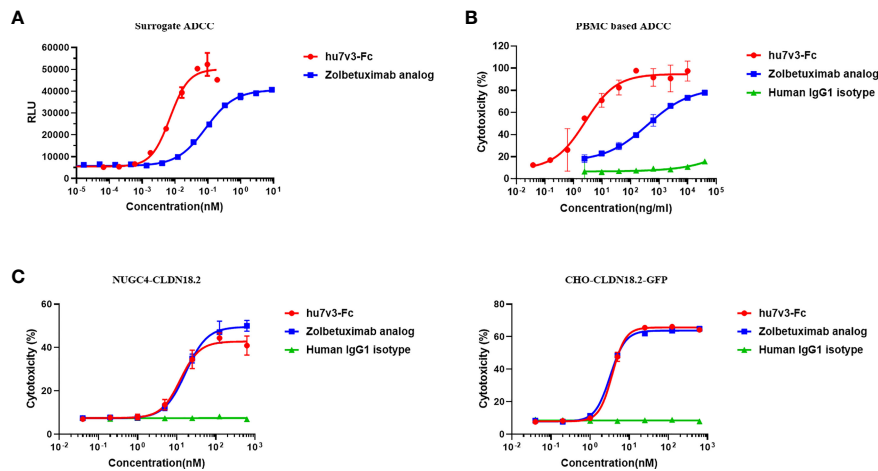 A
Surrogate ADCC
RLU
60000
50000
40000
30000
20000
10000
0
10-5 10-4 10-3 10-2 10-1 100 101
Concentration(nM)
hu7v3-Fc
Zolbetuximab analog
B
PBMC based ADCC
Cytotoxicity (%)
120
100
80
60
40
20
0
10-2 10-1 100 101 102 103 104 105
Concentration(ng/ml)
hu7v3-Fc
Zolbetuximab analog
Human IgG1 isotype
C
NUGC4-CLDN18.2
Cytotoxicity (%)
60
40
20
0
10-2 10-1 100 101 102 103
Concentration(nM)
hu7v3-Fc
Zolbetuximab analog
Human IgG1 isotype
CHO-CLDN18.2-GFP
Cytotoxicity (%)
80
60
40
20
0
10-2 10-1 100 101 102 103
Concentration(nM)
hu7v3-Fc
Zolbetuximab analog
Human IgG1 isotype